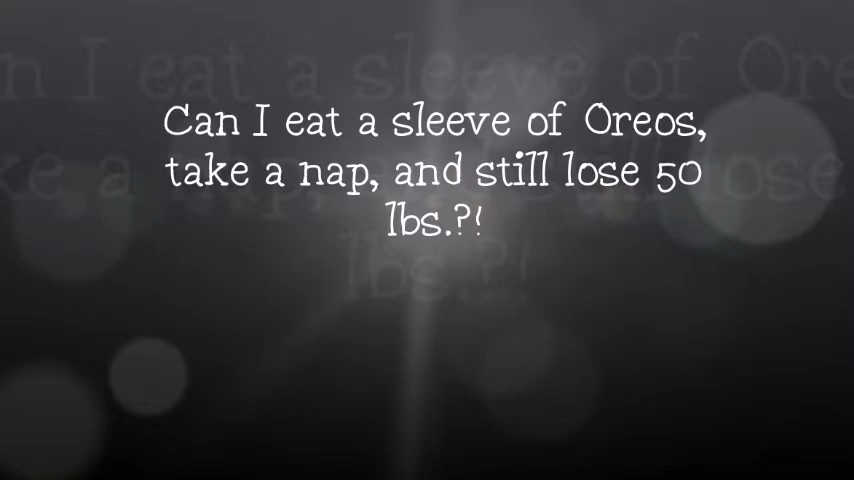 Can I eat a sleeve of Oreos,
take a nap, and still lose 50
lbs.?!